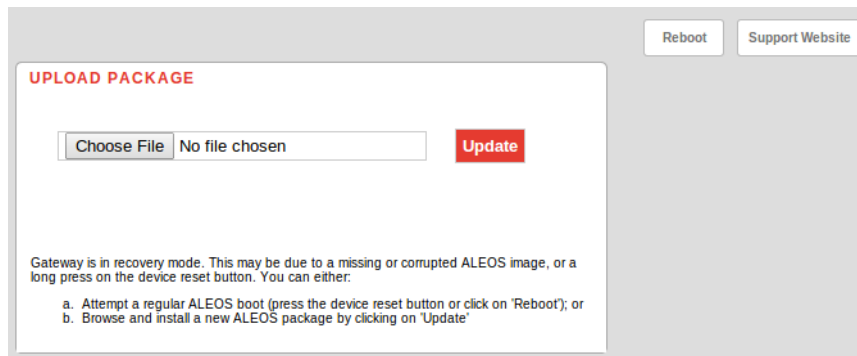 Reboot
Support Website
UPLOAD PACKAGE
Choose File No file chosen
Update
Gateway is in recovery mode. This may be due to a missing or corrupted ALEOS image, or a
long press on the device reset button. You can either:
a. Attempt a regular ALEOS boot (press the device reset button or click on 'Reboot'); or
b. Browse and install a new ALEOS package by clicking on 'Update'